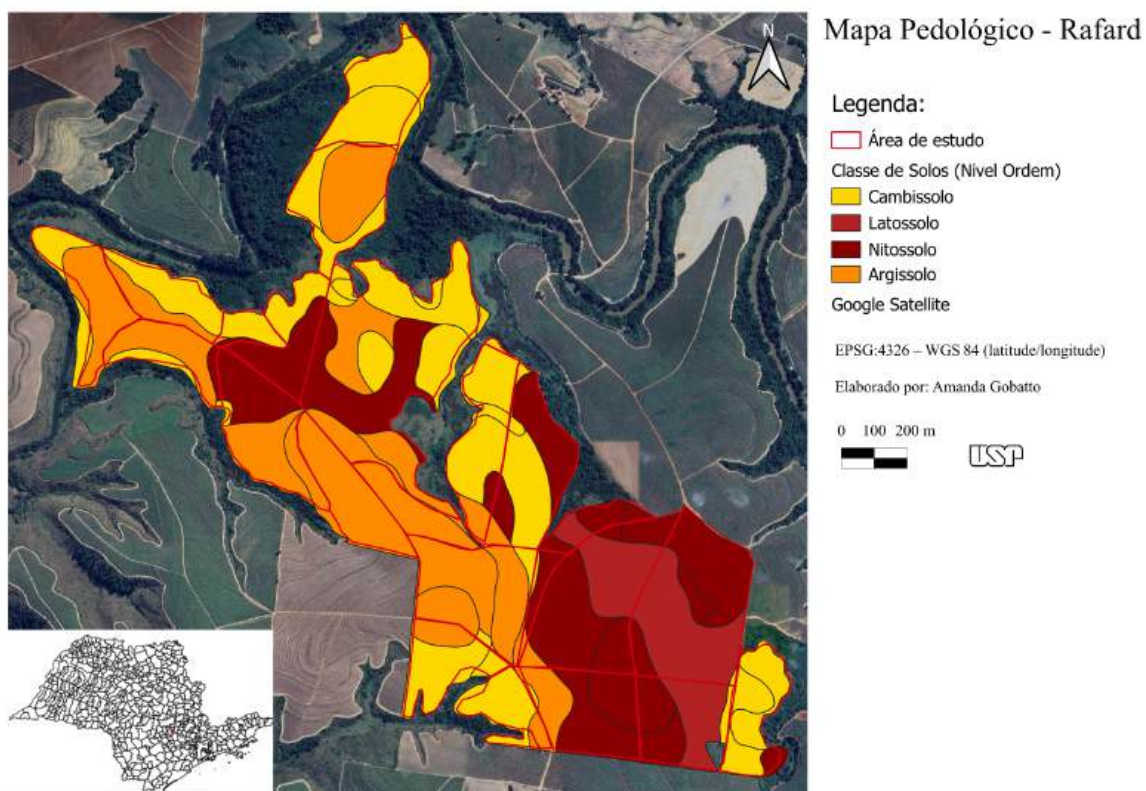 Mapa Pedológico - Rafard
N
Legenda:
Área de estudo
Classe de Solos (Nivel Ordem)
Cambissolo
Latossolo
Nitossolo
Argissolo
Google Satellite
EPSG:4326 – WGS 84 (latitude/longitude)
Elaborado por: Amanda Gobatto
0 100 200 m
USP